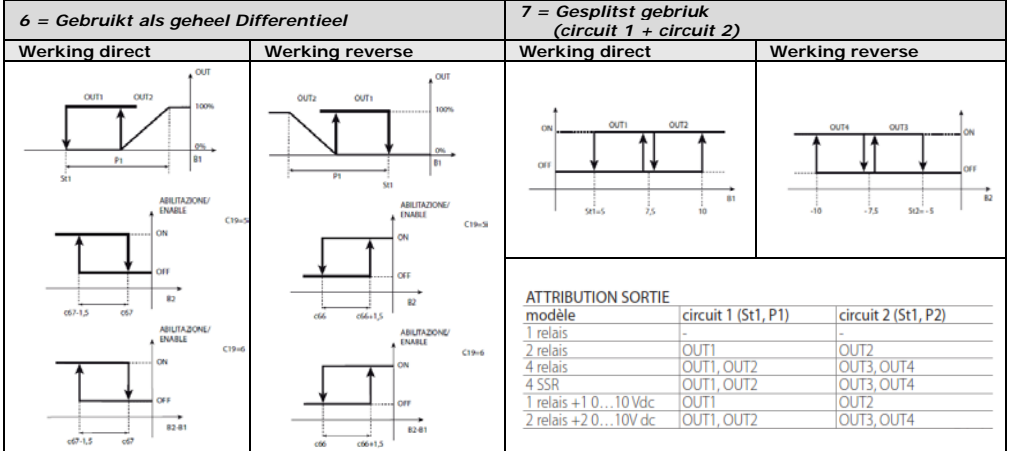 6 = Gebruikt als geheel Differentieel
7 = Gesplitst gebriuk
(circuit 1 + circuit 2)
Werking direct
Werking reverse
Werking direct
Werking reverse
OUT
OUT1 OUT2
100%
0%
P1
B1
St1
OUT
OUT2 OUT1
100%
0%
B1
P1
St1
ON
OUT1 OUT2
OFF
B1
St1=5 7,5 10
OUT4 OUT3
ON
OFF
B2
-10 -7,5 St2= -5
ABILITAZIONE/
ENABLE
C19=5
ON
OFF
B2
c67-1,5 c67
ABILITAZIONE/
ENABLE
C19=5
ON
OFF
B2
c66 c66+1,5
ABILITAZIONE/
ENABLE
C19=6
ON
OFF
B2-B1
c67-1,5 c67
ABILITAZIONE/
ENABLE
C19=6
ON
OFF
B2-B1
c66 c66+1,5
ATTRIBUTION SORTIE
modèle circuit 1 (St1, P1) circuit 2 (St1, P2)
1 relais - -
2 relais OUT1 OUT2
4 relais OUT1, OUT2 OUT3, OUT4
4 SSR OUT1, OUT2 OUT3, OUT4
1 relais +1 0…10 Vdc OUT1 OUT2
2 relais +2 0…10V dc OUT1, OUT2 OUT3, OUT4